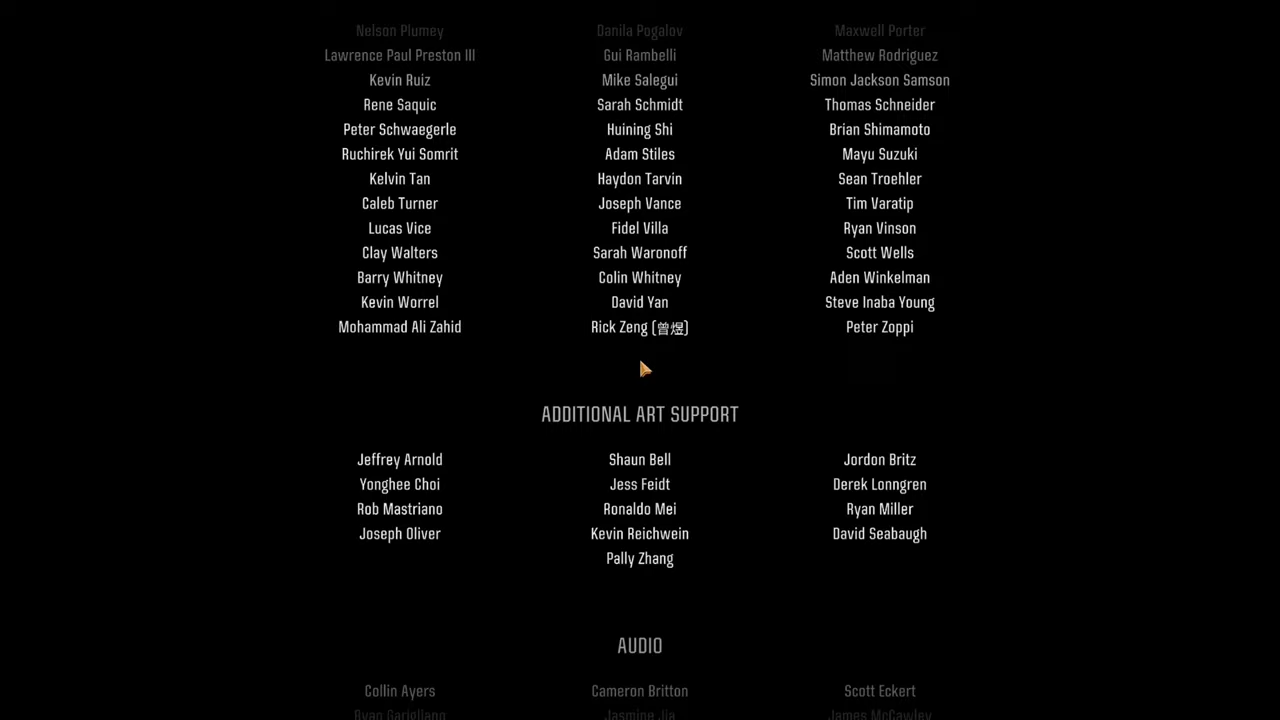 Nelson Plumey Danila Pogalov Maxwell Porter
Lawrence Paul Preston III Gui Rambelli Matthew Rodriguez
Kevin Ruiz Mike Salegui Simon Jackson Samson
Rene Saquic Sarah Schmidt Thomas Schneider
Peter Schwaegerle Huining Shi Brian Shimamoto
Ruchirek Yui Somrit Adam Stiles Mayu Suzuki
Kelvin Tan Haydon Tarvin Sean Troehler
Caleb Turner Joseph Vance Tim Varatip
Lucas Vice Fidel Villa Ryan Vinson
Clay Walters Sarah Waronoff Scott Wells
Barry Whitney Colin Whitney Aden Winkelman
Kevin Worrel David Yan Steve Inaba Young
Mohammad Ali Zahid Rick Zeng (曾煜) Peter Zoppi
ADDITIONAL ART SUPPORT
Jeffrey Arnold Shaun Bell Jordon Britz
Yonghee Choi Jess Feidt Derek Lonngren
Rob Mastriano Ronaldo Mei Ryan Miller
Joseph Oliver Kevin Reichwein David Seabaugh
Pally Zhang
AUDIO
Collin Ayers Cameron Britton Scott Eckert
Ryan Garigliano Jasmine Jia James McCawley